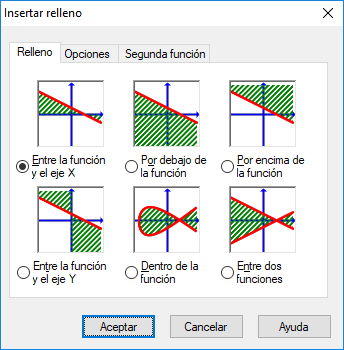 Insertar relleno
Relleno Opciones Segunda función
Entre la función
y el eje X
Por debajo de
la función
Por encima de
la función
Entre la función
y el eje Y
Dentro de la
función
Entre dos
funciones
Aceptar Cancelar Ayuda